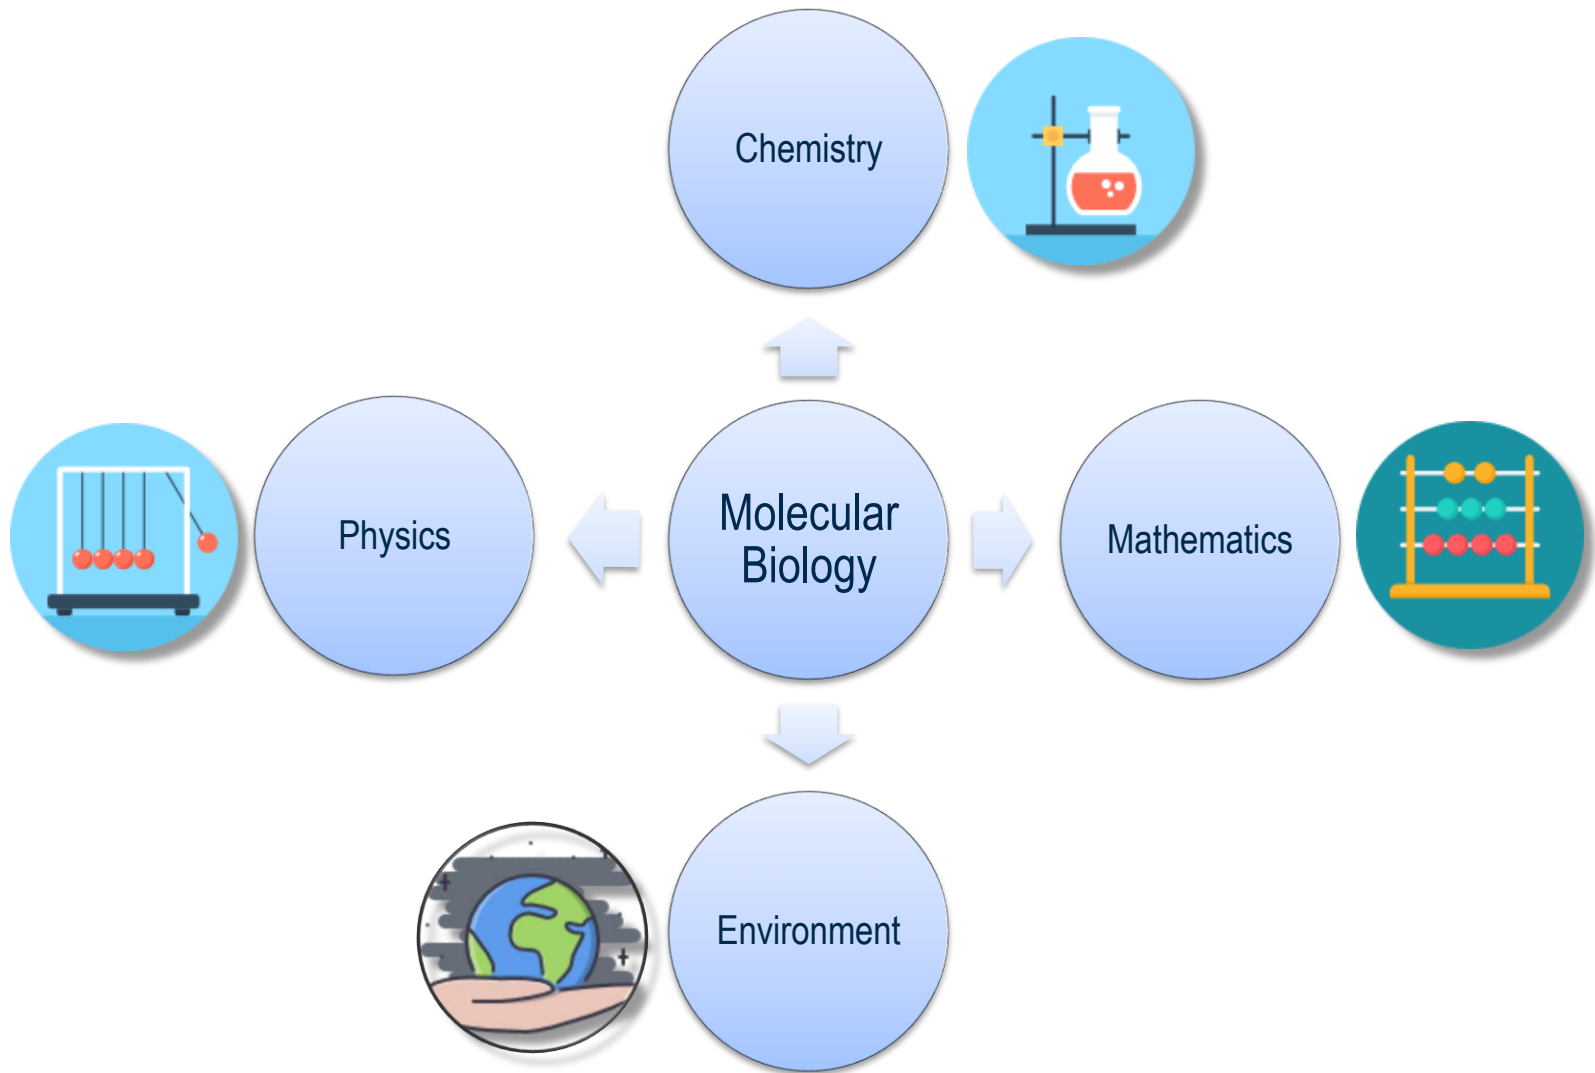 Chemistry
Physics
Molecular
Biology
Mathematics
Environment